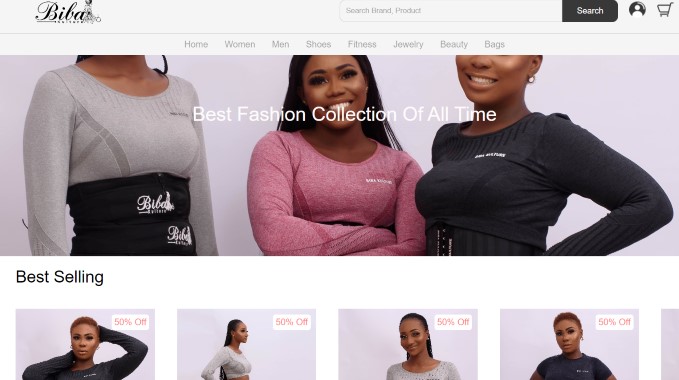 Biba
Search Brand, Product
Search
Home Women Men Shoes Fitness Jewelry Beauty Bags
Best Fashion Collection Of All Time
Biba
Biba
Best Selling
50% Off
50% Off
50% Off
50% Off